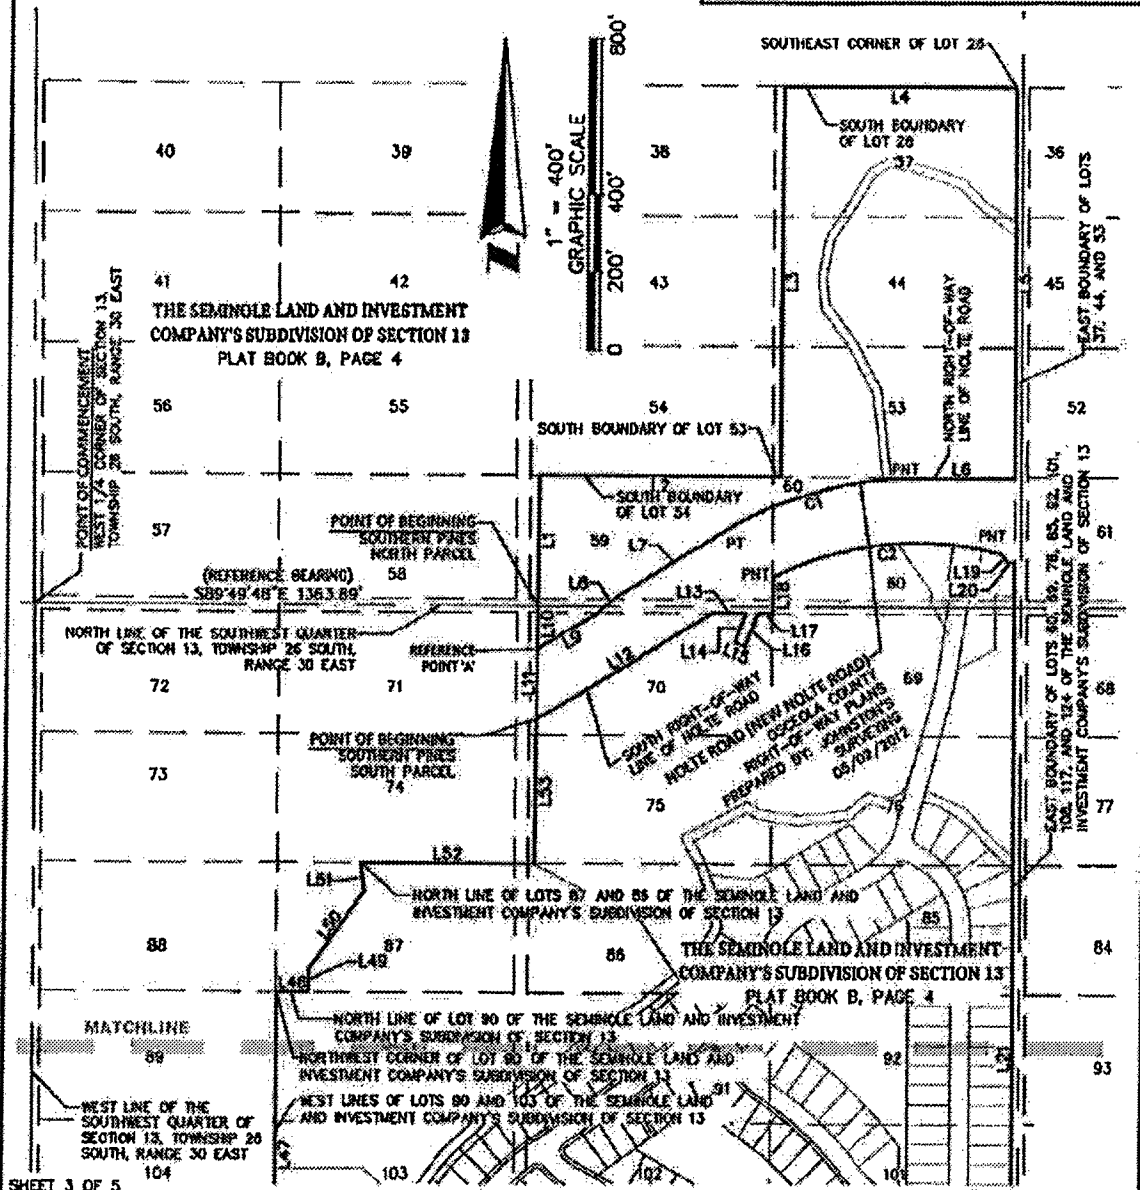 SOUTHEAST CORNER OF LOT 28
L4
SOUTH BOUNDARY
OF LOT 28
37
40
39
38
36
1" = 400'
GRAPHIC SCALE
0
200'
400'
800'
N
41
42
43
L3
44
L5
45
EAST BOUNDARY OF LOTS
37, 44, AND 53
THE SEMINOLE LAND AND INVESTMENT
COMPANY'S SUBDIVISION OF SECTION 13
PLAT BOOK B, PAGE 4
POINT OF COMMENCEMENT
WEST 1/4 CORNER OF SECTION 13,
TOWNSHIP 26 SOUTH, RANGE 30 EAST
NORTH RIGHT-OF-WAY
LINE OF NOLTE ROAD
56
55
54
53
52
SOUTH BOUNDARY OF LOT 53
PNT
L6
L2
60
C1
SOUTH BOUNDARY
OF LOT 54
57
POINT OF BEGINNING
SOUTHERN PINES
NORTH PARCEL
L1
59
L7
PT
C2
PNT
61
(REFERENCE BEARING)
58
S89°49'48"E 1363.89'
L8
PNT
60
L19
L20
L13
L18
NORTH LINE OF THE SOUTHWEST QUARTER
OF SECTION 13, TOWNSHIP 26 SOUTH,
RANGE 30 EAST
REFERENCE
POINT 'A'
L10
L9
L14
L15
L17
L16
L12
72
71
L11
70
69
68
SOUTH RIGHT-OF-WAY
LINE OF NOLTE ROAD
NOLTE ROAD (NEW NOLTE ROAD)
OSCEOLA COUNTY
RIGHT-OF-WAY PLANS
PREPARED BY: JOHNSTON'S
SURVEYING
POINT OF BEGINNING
SOUTHERN PINES
SOUTH PARCEL
73
74
L53
75
76
77
EAST BOUNDARY OF LOTS 60, 69, 76, 85, 92, 101,
108, 117, AND 124 OF THE SEMINOLE LAND AND
INVESTMENT COMPANY'S SUBDIVISION OF SECTION 13
L52
L51
NORTH LINE OF LOTS 87 AND 88 OF THE SEMINOLE LAND AND
INVESTMENT COMPANY'S SUBDIVISION OF SECTION 13
L50
88
87
L49
86
85
84
THE SEMINOLE LAND AND INVESTMENT
COMPANY'S SUBDIVISION OF SECTION 13
PLAT BOOK B, PAGE 4
L48
NORTH LINE OF LOT 90 OF THE SEMINOLE LAND AND INVESTMENT
COMPANY'S SUBDIVISION OF SECTION 13
MATCHLINE
89
NORTHWEST CORNER OF LOT 90 OF THE SEMINOLE LAND AND
INVESTMENT COMPANY'S SUBDIVISION OF SECTION 13
91
92
93
WEST LINE OF THE
SOUTHWEST QUARTER OF
SECTION 13, TOWNSHIP 26
SOUTH, RANGE 30 EAST
WEST LINES OF LOTS 90 AND 103 OF THE SEMINOLE LAND
AND INVESTMENT COMPANY'S SUBDIVISION OF SECTION 13
L47
104
103
102
101
SHEET 3 OF 5